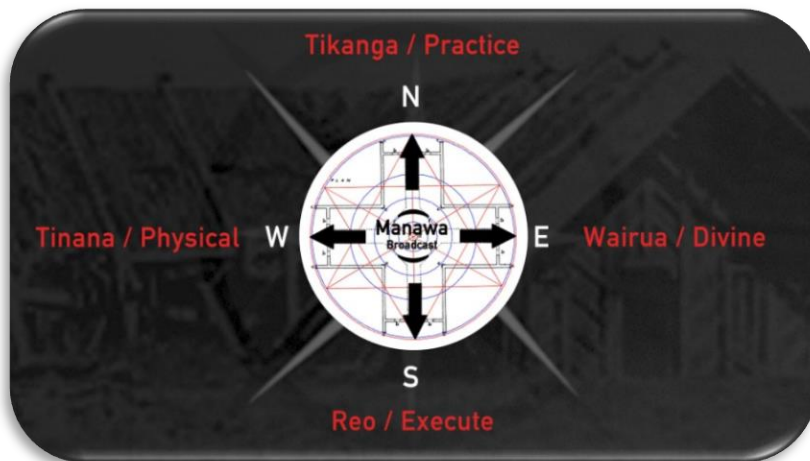 Tikanga / Practice
N
Tinana / Physical
W
Manawa
Broadcast
E
Wairua / Divine
S
Reo / Execute